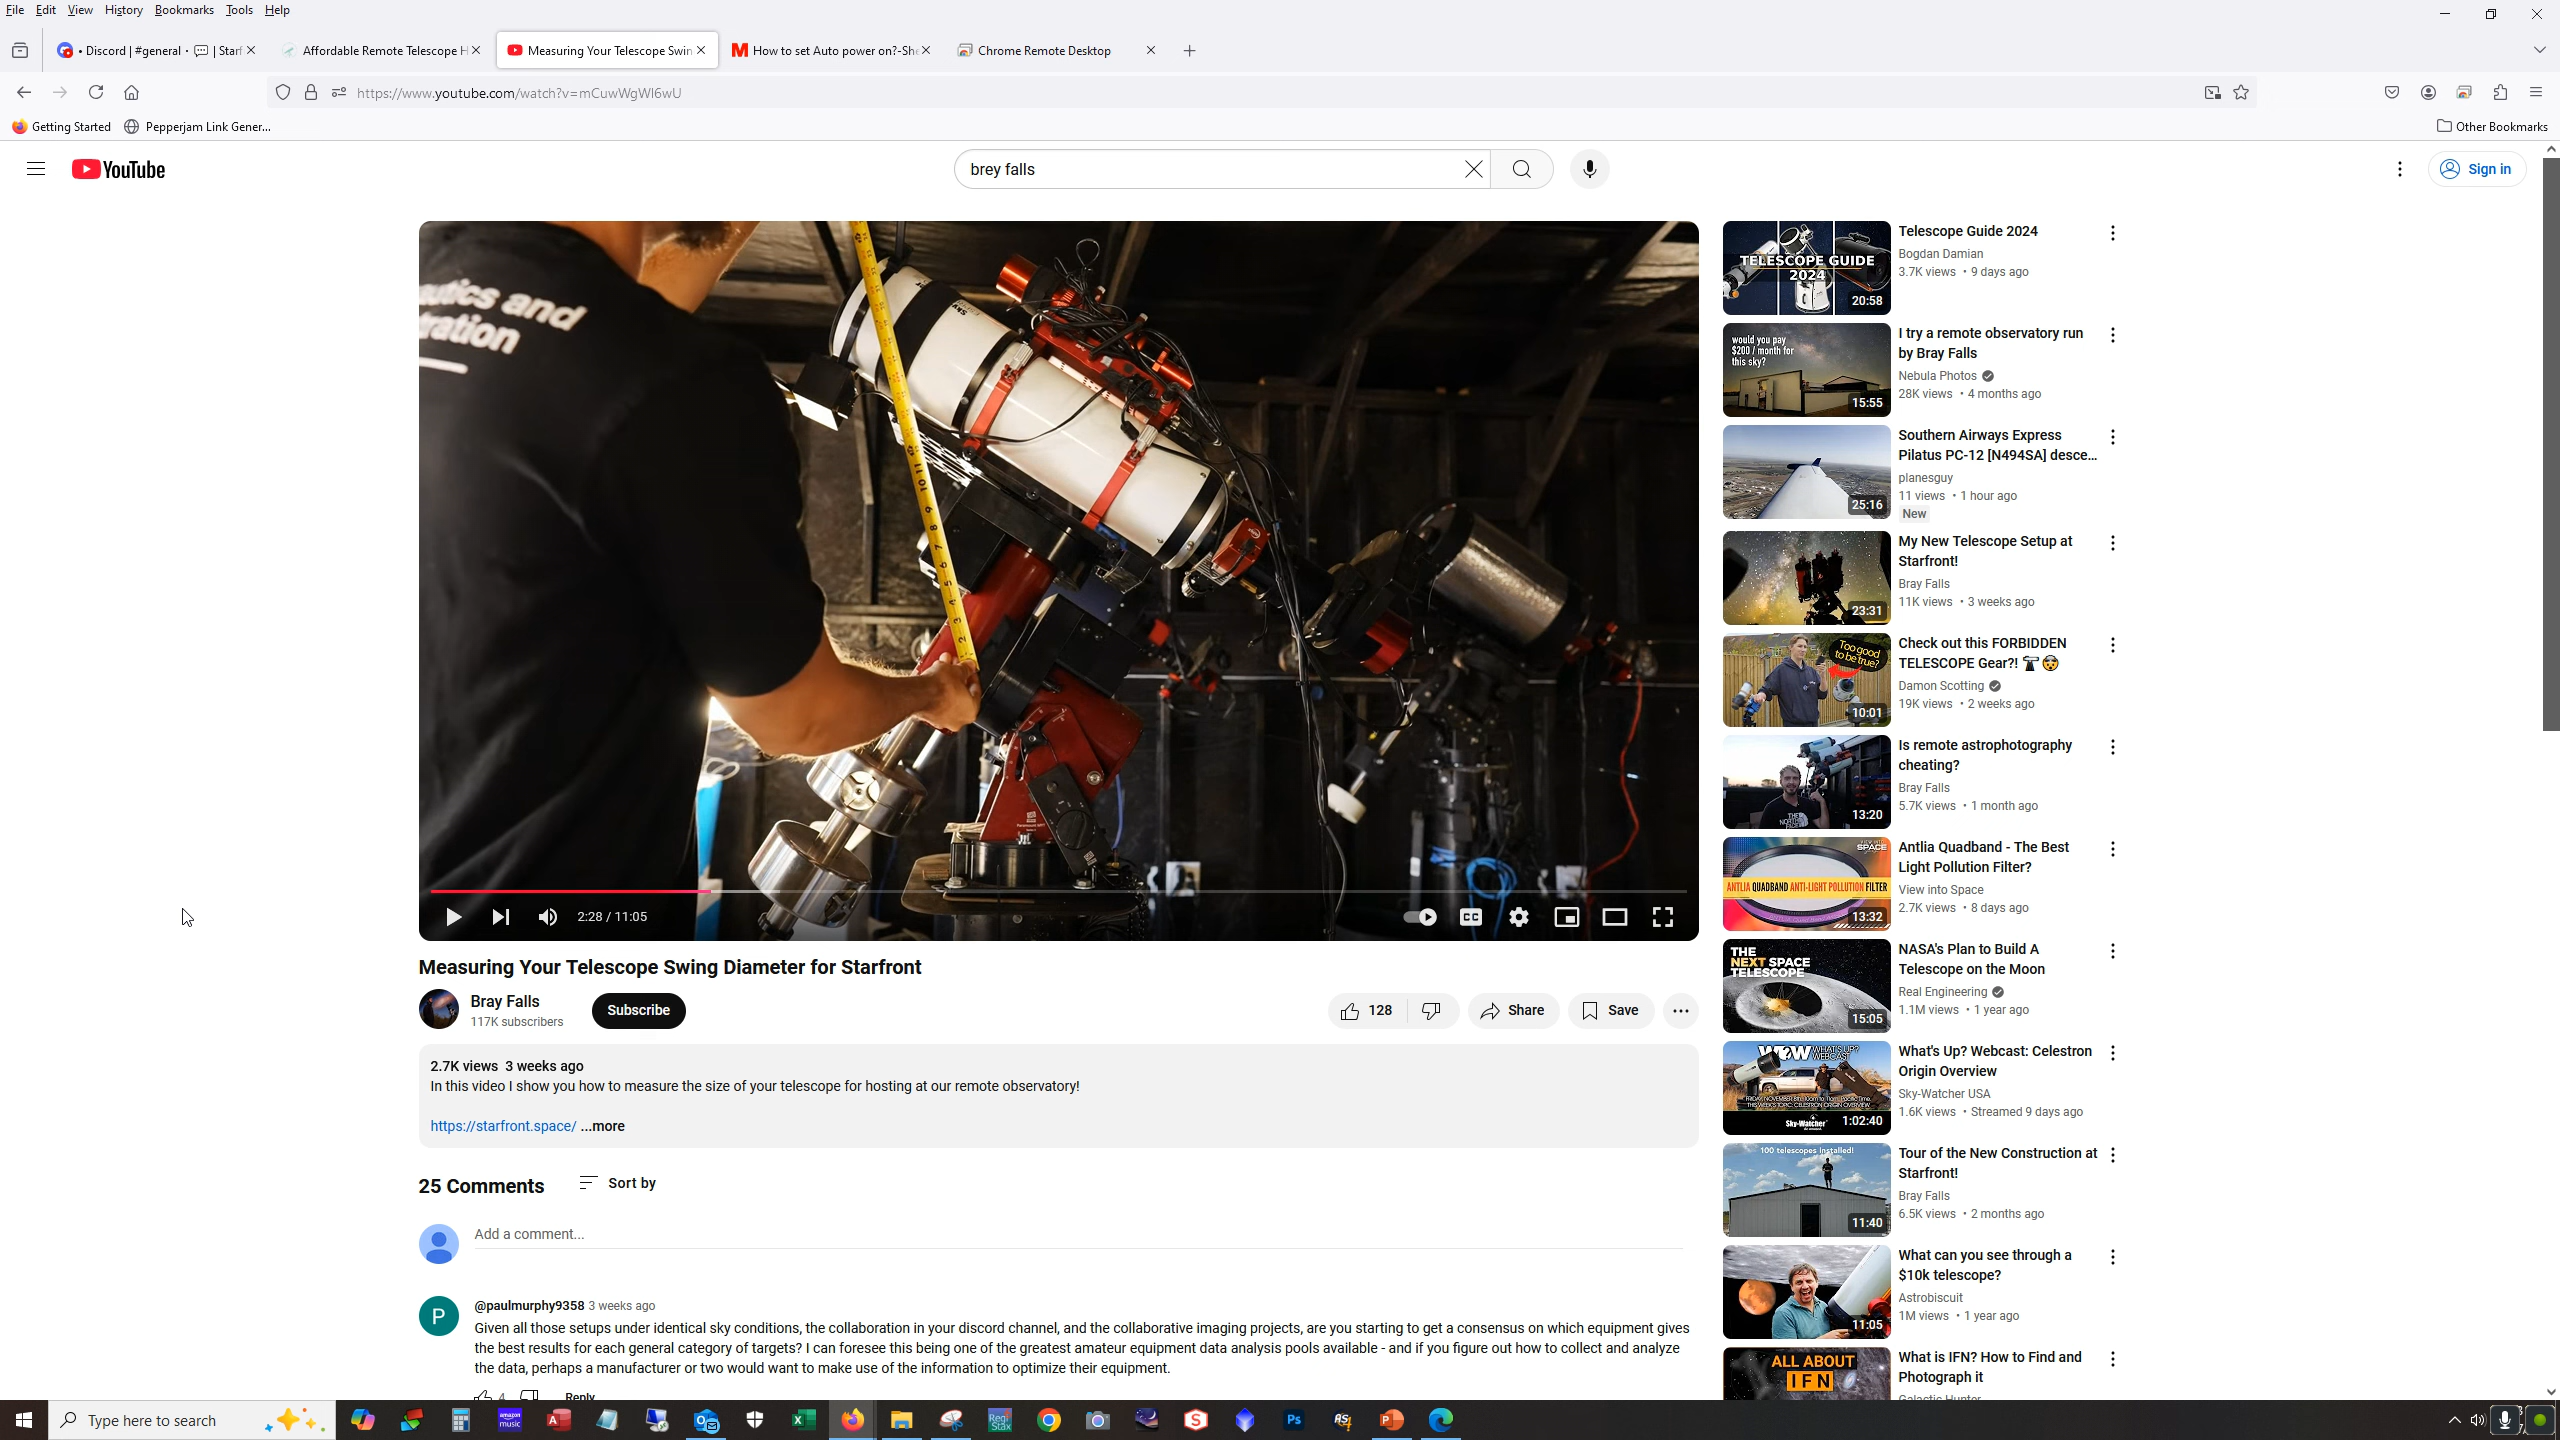 File Edit View History Bookmarks Tools Help
• Discord | #general • | Starf
Affordable Remote Telescope H
Measuring Your Telescope Swin
How to set Auto power on?-She
Chrome Remote Desktop
https://www.youtube.com/watch?v=mCuwWgWl6wU
Getting Started
Pepperjam Link Gener...
Other Bookmarks
YouTube
brey falls
Sign in
2:28 / 11:05
CC
Measuring Your Telescope Swing Diameter for Starfront
Bray Falls
117K subscribers
Subscribe
128
Share
Save
2.7K views 3 weeks ago
In this video I show you how to measure the size of your telescope for hosting at our remote observatory!
https://starfront.space/ ...more
25 Comments
Sort by
Add a comment...
P
@paulmurphy9358 3 weeks ago
Given all those setups under identical sky conditions, the collaboration in your discord channel, and the collaborative imaging projects, are you starting to get a consensus on which equipment gives
the best results for each general category of targets? I can foresee this being one of the greatest amateur equipment data analysis pools available - and if you figure out how to collect and analyze
the data, perhaps a manufacturer or two would want to make use of the information to optimize their equipment.
4
Reply
TELESCOPE GUIDE
2024
20:58
Telescope Guide 2024
Bogdan Damian
3.7K views • 9 days ago
would you pay
$200 / month for
this sky?
15:55
I try a remote observatory run
by Bray Falls
Nebula Photos
28K views • 4 months ago
25:16
Southern Airways Express
Pilatus PC-12 [N494SA] desce...
planesguy
11 views • 1 hour ago
New
23:31
My New Telescope Setup at
Starfront!
Bray Falls
11K views • 3 weeks ago
Too good
to be true?
10:01
Check out this FORBIDDEN
TELESCOPE Gear?!
Damon Scotting
19K views • 2 weeks ago
13:20
Is remote astrophotography
cheating?
Bray Falls
5.7K views • 1 month ago
SPACE
ANTLIA QUADBAND ANTI-LIGHT POLLUTION FILTER
13:32
Antlia Quadband - The Best
Light Pollution Filter?
View into Space
2.7K views • 8 days ago
THE
NEXT SPACE
TELESCOPE
15:05
NASA's Plan to Build A
Telescope on the Moon
Real Engineering
1.1M views • 1 year ago
WHAT'S UP?
WEBCAST
Sky-Watcher
1:02:40
What's Up? Webcast: Celestron
Origin Overview
Sky-Watcher USA
1.6K views • Streamed 9 days ago
100 telescopes installed!
11:40
Tour of the New Construction at
Starfront!
Bray Falls
6.5K views • 2 months ago
11:05
What can you see through a
$10k telescope?
Astrobiscuit
1M views • 1 year ago
ALL ABOUT
IFN
What is IFN? How to Find and
Photograph it
Galactic Hunter
Type here to search